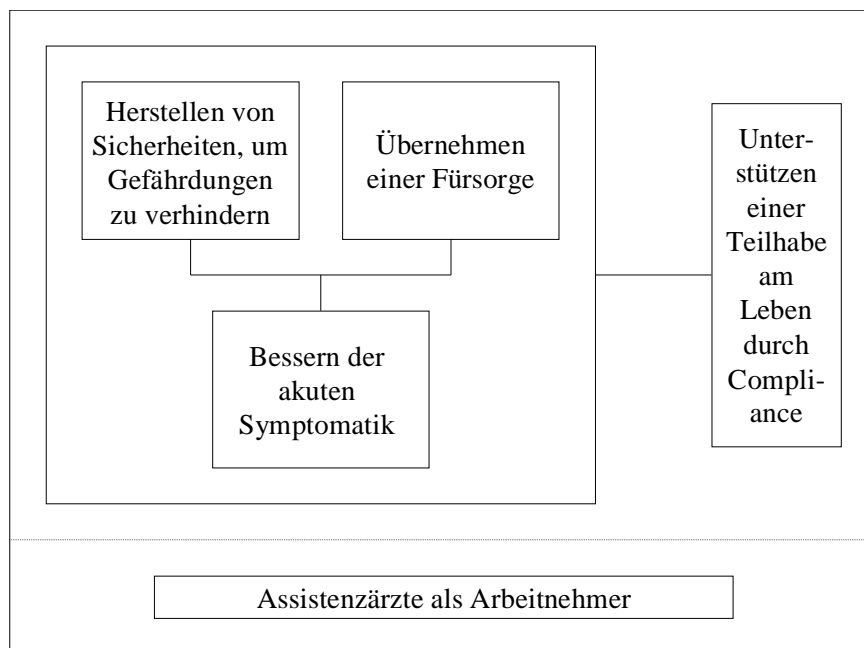 Herstellen von
Sicherheiten, um
Gefährdungen
zu verhindern
Übernehmen
einer Fürsorge
Bessern der
akuten
Symptomatik
Unter-
stützen
einer
Teilhabe
am
Leben
durch
Compli-
ance
Assistenzärzte als Arbeitnehmer